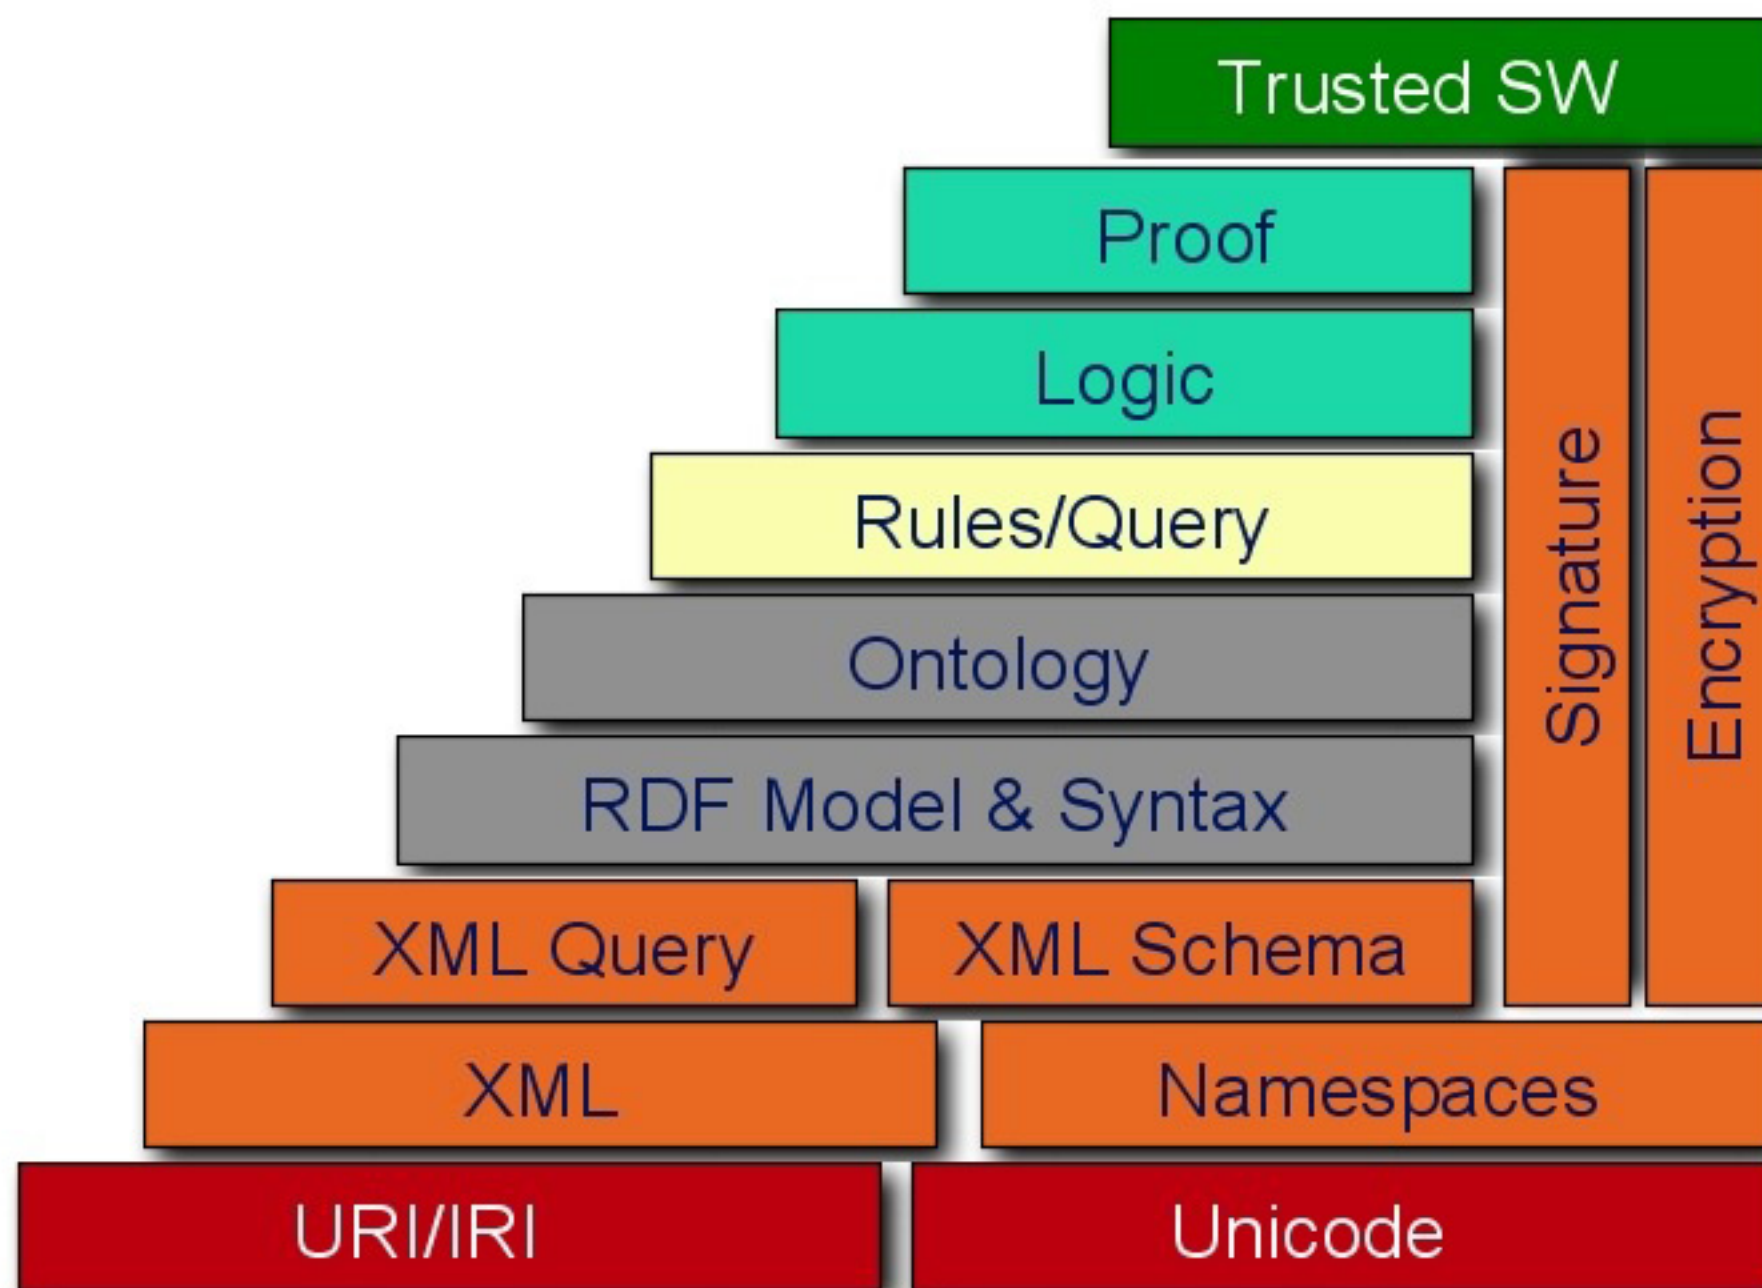 Trusted SW
Proof
Logic
Rules/Query
Ontology
RDF Model & Syntax
XML Query
XML Schema
Signature
Encryption
XML
Namespaces
URI/IRI
Unicode